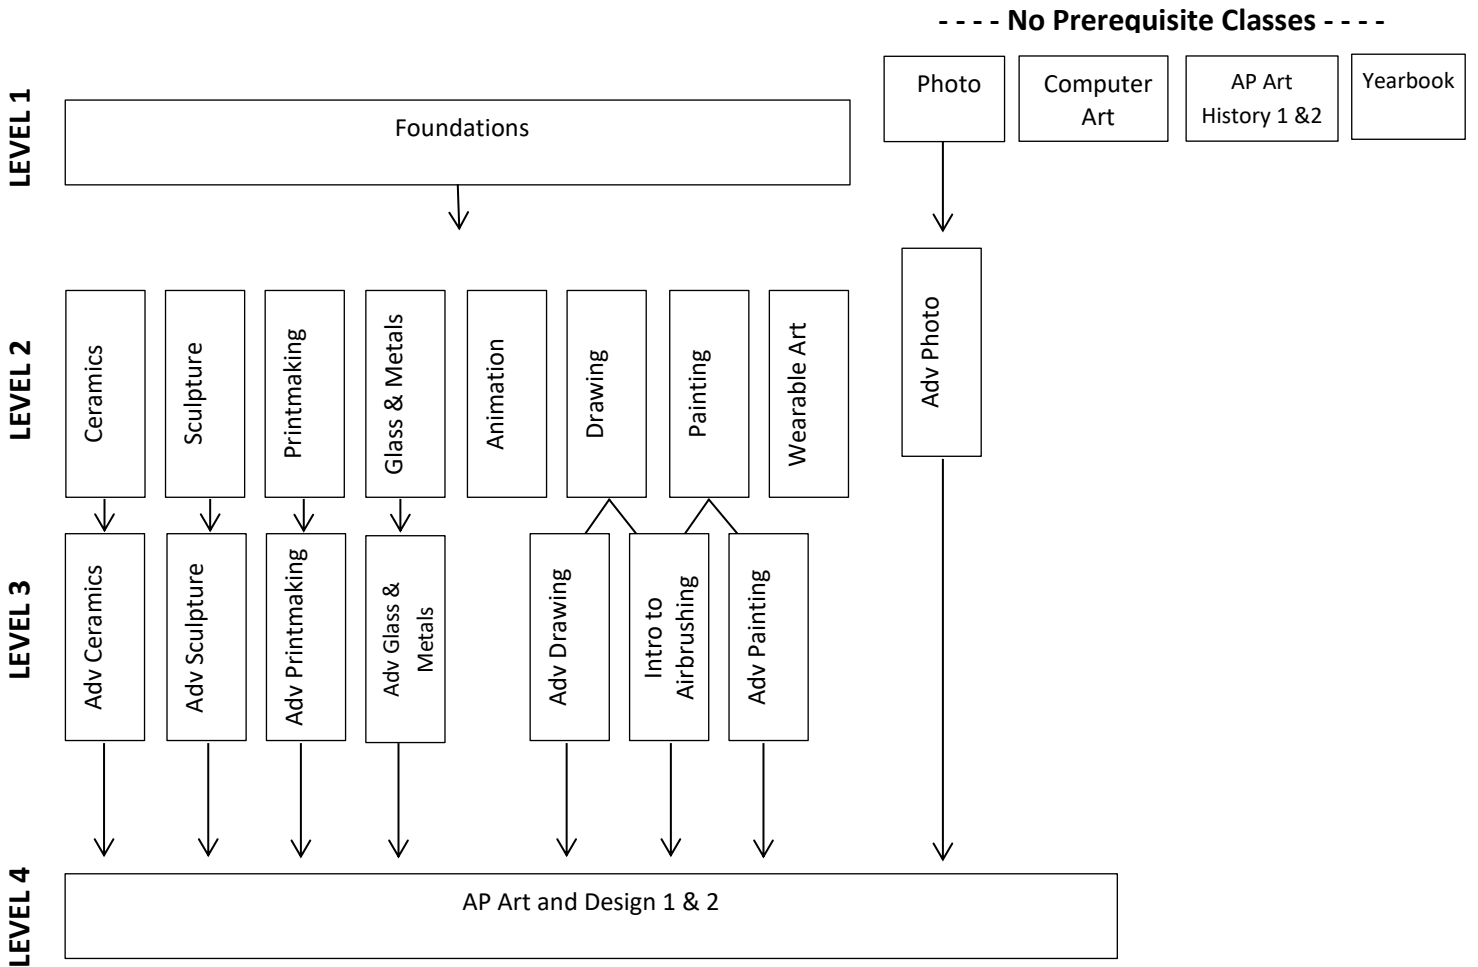 - - - - No Prerequisite Classes - - - -
LEVEL 1
Foundations
Photo
Computer
Art
AP Art
History 1 &2
Yearbook
LEVEL 2
Ceramics
Sculpture
Printmaking
Glass & Metals
Animation
Drawing
Painting
Wearable Art
Adv Photo
LEVEL 3
Adv Ceramics
Adv Sculpture
Adv Printmaking
Adv Glass &
Metals
Adv Drawing
Intro to
Airbrushing
Adv Painting
LEVEL 4
AP Art and Design 1 & 2